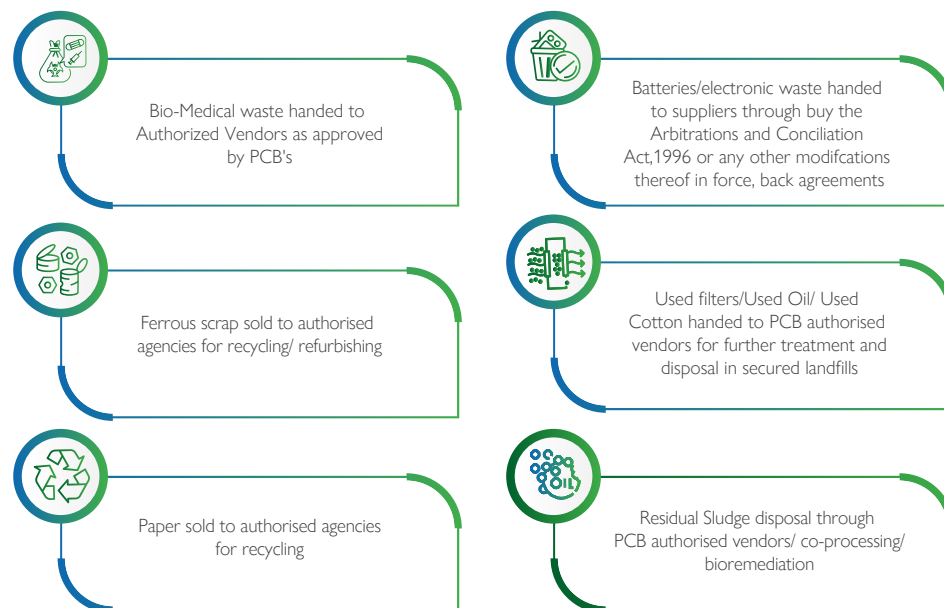 Bio-Medical waste handed to
Authorized Vendors as approved
by PCB's
Batteries/electronic waste handed
to suppliers through buy the
Arbitrations and Conciliation
Act,1996 or any other modifcations
thereof in force, back agreements
Ferrous scrap sold to authorised
agencies for recycling/ refurbishing
Used filters/Used Oil/ Used
Cotton handed to PCB authorised
vendors for further treatment and
disposal in secured landfills
Paper sold to authorised agencies
for recycling
OIL
Residual Sludge disposal through
PCB authorised vendors/ co-processing/
bioremediation